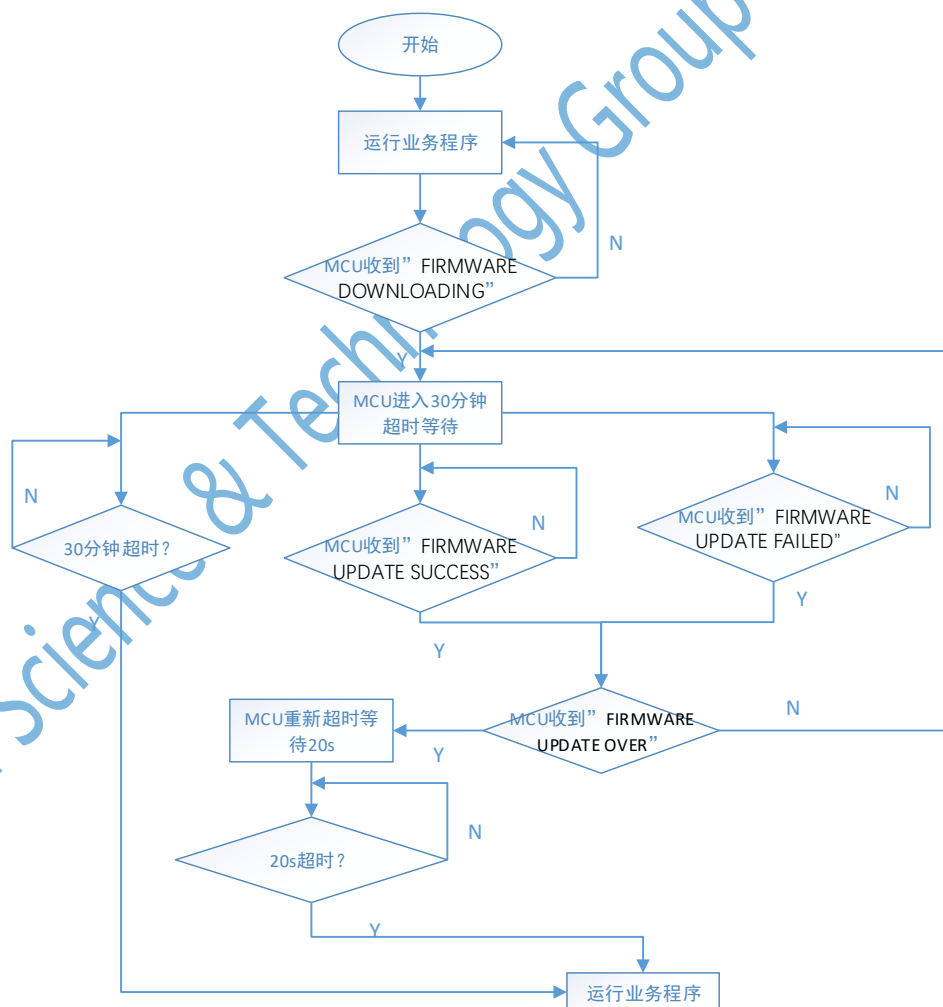 开始
运行业务程序
N
MCU收到”FIRMWARE
DOWNLOADING”
Y
MCU进入30分钟
超时等待
N
30分钟超时？
Y
N
MCU收到”FIRMWARE
UPDATE SUCCESS”
Y
N
MCU收到”FIRMWARE
UPDATE FAILED"
Y
MCU收到”FIRMWARE
UPDATE OVER”
N
Y
MCU重新超时等
待20s
N
20s超时？
Y
运行业务程序
Science & Technology Group